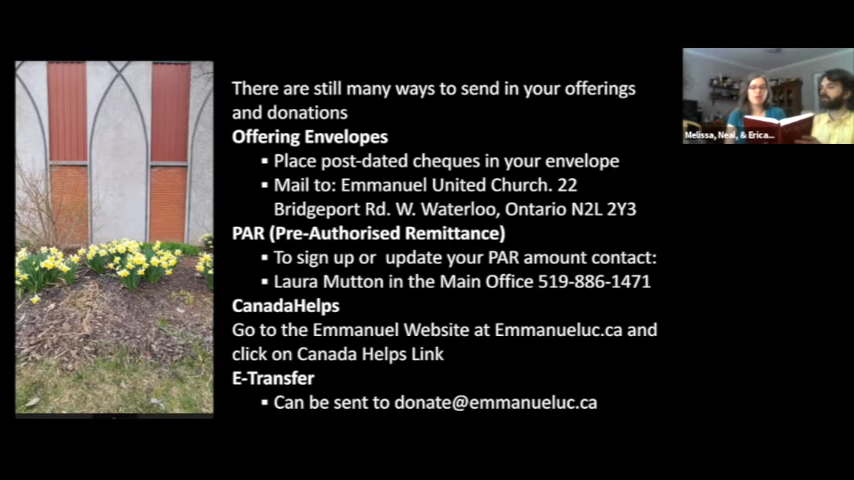 There are still many ways to send in your offerings
and donations
Offering Envelopes
▪ Place post-dated cheques in your envelope
▪ Mail to: Emmanuel United Church. 22
Bridgeport Rd. W. Waterloo, Ontario N2L 2Y3
PAR (Pre-Authorised Remittance)
▪ To sign up or  update your PAR amount contact:
▪ Laura Mutton in the Main Office 519-886-1471
CanadaHelps
Go to the Emmanuel Website at Emmanueluc.ca and
click on Canada Helps Link
E-Transfer
▪ Can be sent to donate@emmanueluc.ca
Melissa, Neal, & Erica...